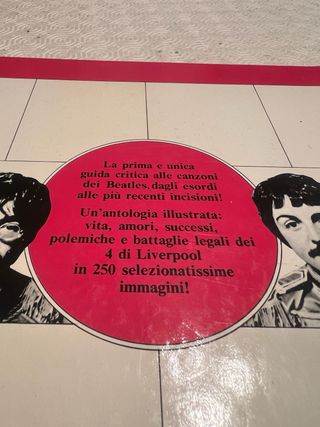 La prima e unica
guida critica alle canzoni
dei Beatles, dagli esordi
alle più recenti incisioni!
Un'antologia illustrata:
vita, amori, successi,
polemiche e battaglie legali dei
4 di Liverpool
in 250 selezionatissime
immagini!